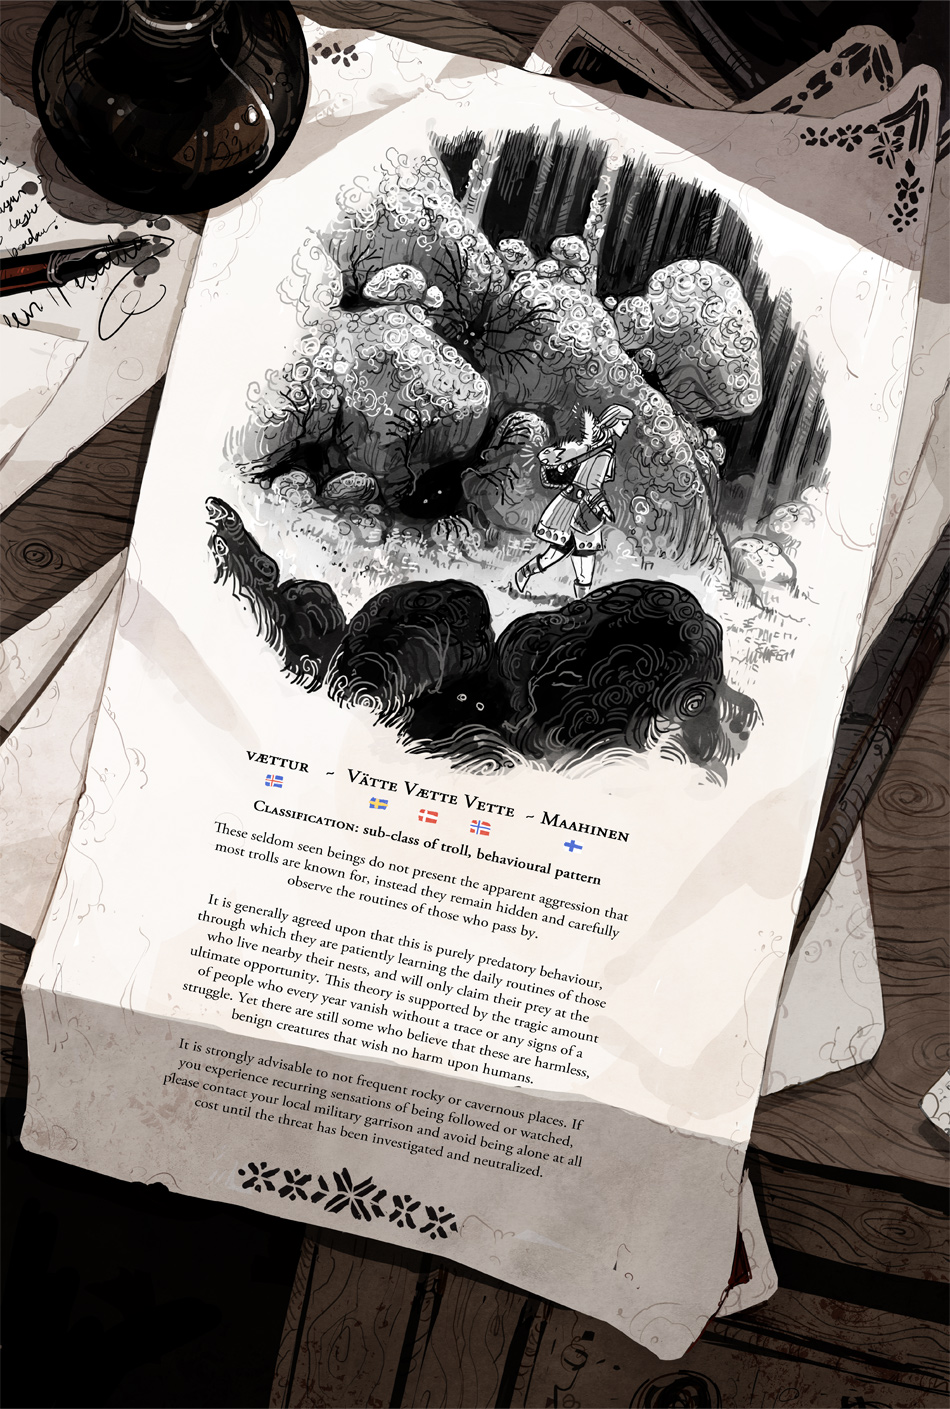 VÆTTUR ~ VÄTTE VÆTTE VETTE ~ MAAHINEN
CLASSIFICATION: sub-class of troll, behavioural pattern
These seldom seen beings do not present the apparent aggression that
most trolls are known for, instead they remain hidden and carefully
observe the routines of those who pass by.
It is generally agreed upon that this is purely predatory behaviour,
through which they are patiently learning the daily routines of those
who live nearby their nests, and will only claim their prey at the
ultimate opportunity. This theory is supported by the tragic amount
of people who every year vanish without a trace or any signs of a
struggle. Yet there are still some who believe that these are harmless,
benign creatures that wish no harm upon humans.
It is strongly advisable to not frequent rocky or cavernous places. If
you experience recurring sensations of being followed or watched,
please contact your local military garrison and avoid being alone at all
cost until the threat has been investigated and neutralized.